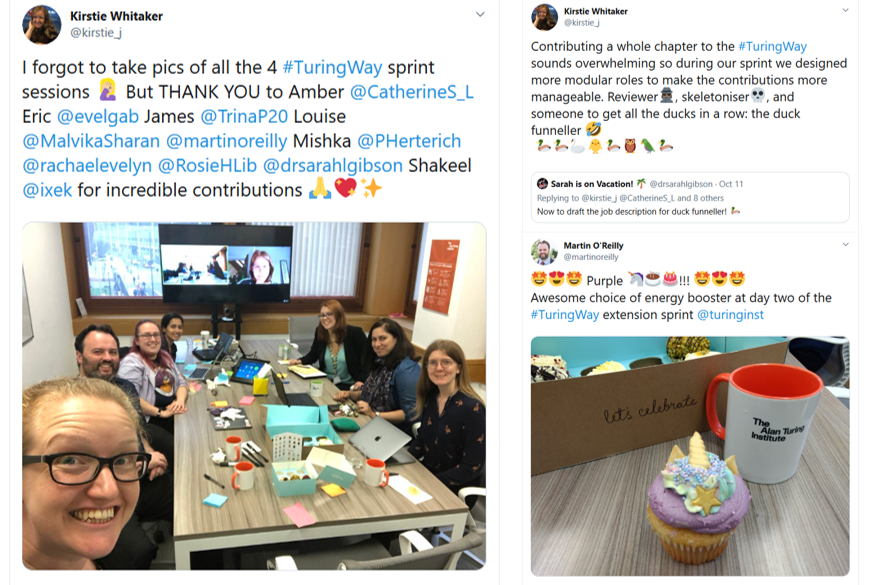 Kirstie Whitaker
@kirstie_j
I forgot to take pics of all the 4 #TuringWay sprint
sessions 🤦‍♀️ But THANK YOU to Amber @CatherineS_L
Eric @evelgab James @TrinaP20 Louise
@MalvikaSharan @martinoreilly Mishka @PHerterich
@rachaelevelyn @RosieHLib @drsarahlgibson Shakeel
@ixek for incredible contributions 🙏💖✨
Kirstie Whitaker
@kirstie_j
Contributing a whole chapter to the #TuringWay
sounds overwhelming so during our sprint we designed
more modular roles to make the contributions more
manageable. Reviewer🕵, skeletoniser💀, and
someone to get all the ducks in a row: the duck
funneller 🤣
🦆🦆🦢🐥🦆🦉🦜🦆
Sarah is on Vacation! 🌴 @drsarahlgibson · Oct 11
Replying to @kirstie_j @CatherineS_L and 8 others
Now to draft the job description for duck funneller! 🦆
Martin O'Reilly
@martinoreilly
🤩😍🤩 Purple 🦄☕🎂!!! 🤩😍🤩
Awesome choice of energy booster at day two of the
#TuringWay extension sprint @turinginst
let's celebrate
The
Alan Turing
Institute